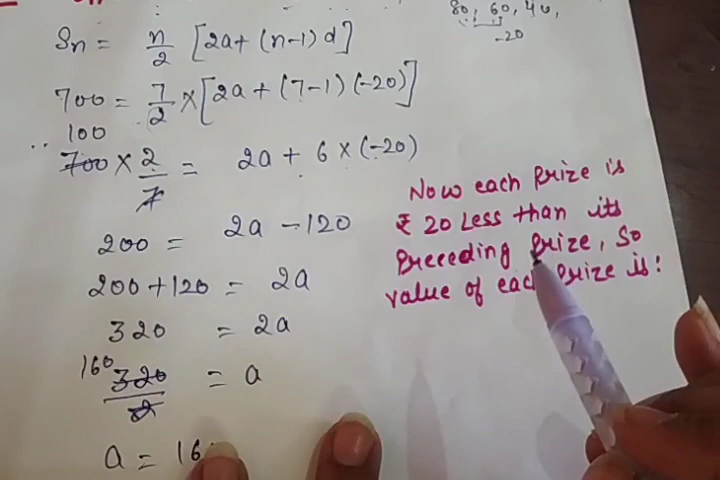 80, 60, 40,
-20
Sn = n/2 [2a + (n-1) d]
700 = 7/2 × [2a + (7-1) (-20)]
100
∴ 700 × 2/7 = 2a + 6 × (-20)
200 = 2a - 120
200 + 120 = 2a
320 = 2a
160
320/2 = a
a = 16
Now each prize is
₹ 20 Less than its
Preceding prize, So
value of each prize is: